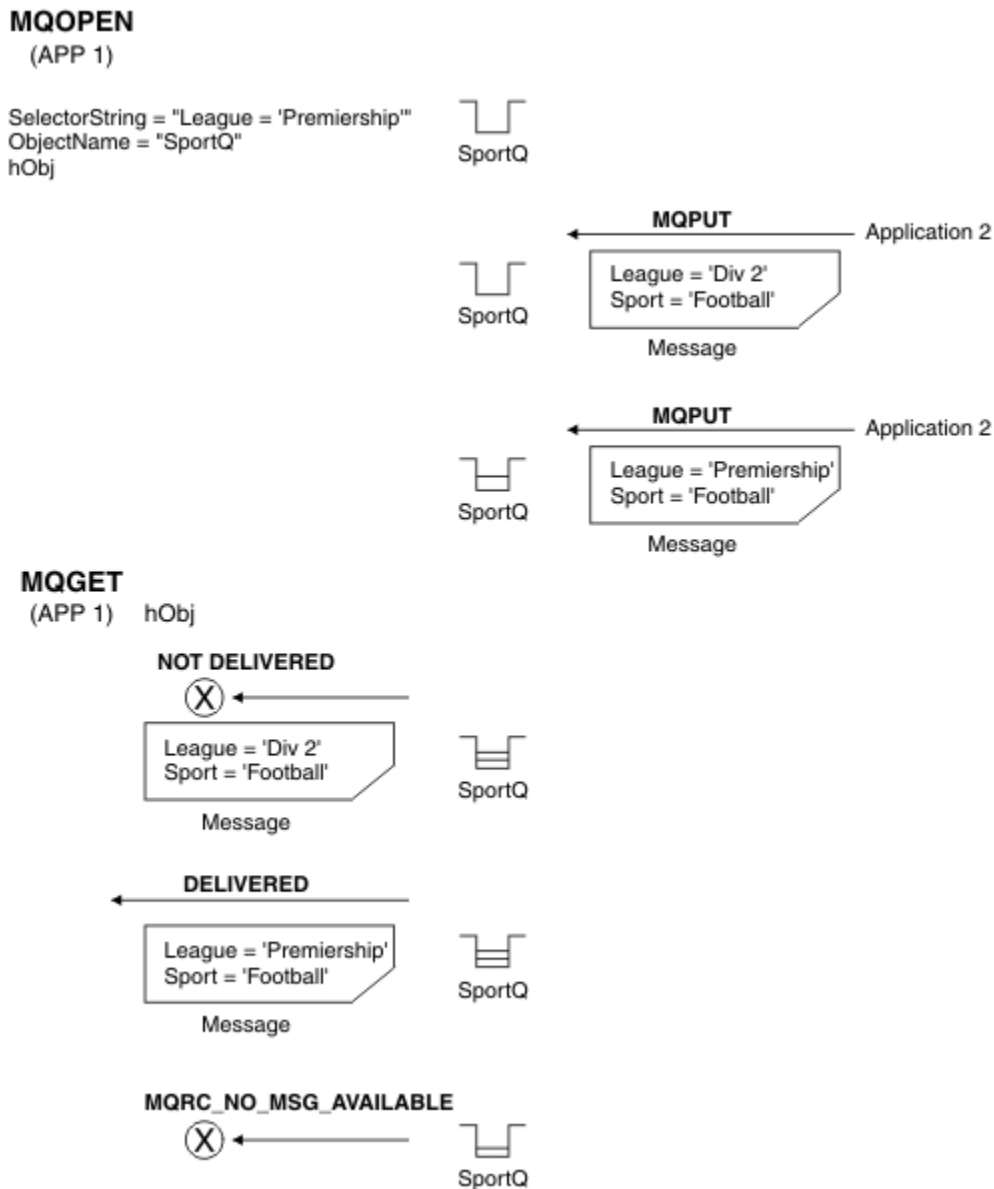 MQOPEN
(APP 1)
SelectorString = "League = 'Premiership'"
ObjectName = "SportQ"
hObj
SportQ
MQPUT
Application 2
League = 'Div 2'
Sport = 'Football'
SportQ
Message
MQPUT
Application 2
League = 'Premiership'
Sport = 'Football'
SportQ
Message
MQGET
(APP 1) hObj
NOT DELIVERED
X
League = 'Div 2'
Sport = 'Football'
SportQ
Message
DELIVERED
League = 'Premiership'
Sport = 'Football'
SportQ
Message
MQRC_NO_MSG_AVAILABLE
X
SportQ